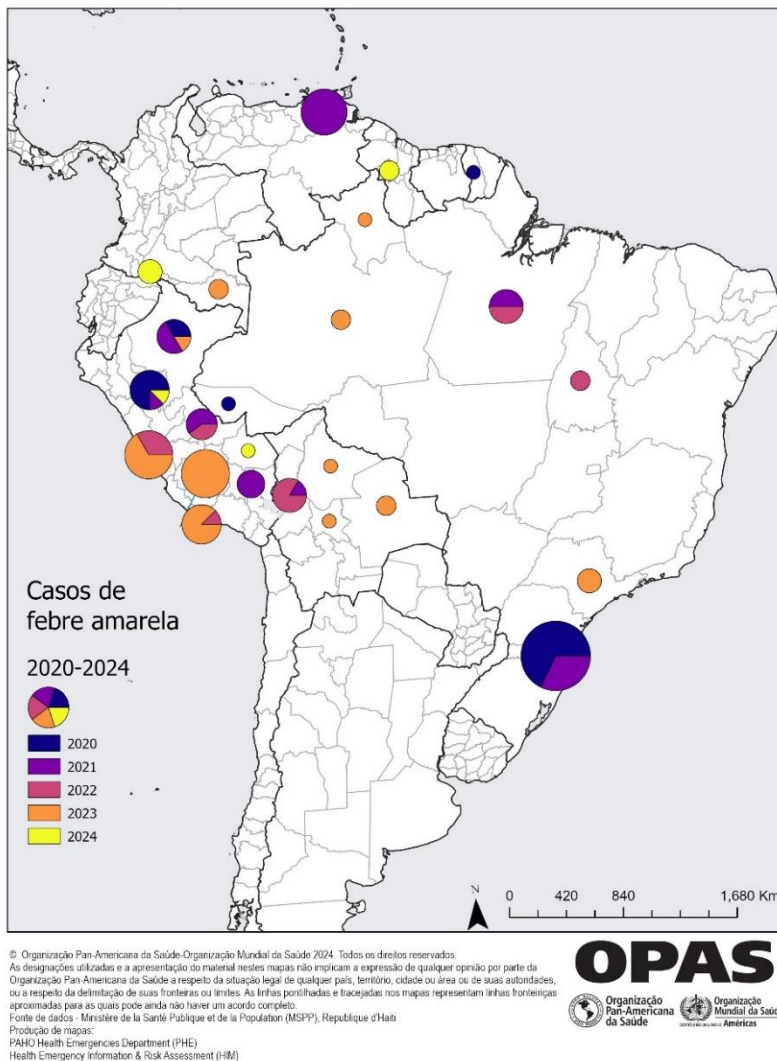 Casos de
febre amarela
2020-2024
2020
2021
2022
2023
2024
N
0 420 840 1,680 Km
© Organização Pan-Americana da Saúde-Organização Mundial da Saúde 2024. Todos os direitos reservados.
As designações utilizadas e a apresentação do material nestes mapas não implicam a expressão de qualquer opinião por parte da
Organização Pan-Americana da Saúde a respeito da situação legal de qualquer país, território, cidade ou área ou de suas autoridades,
ou a respeito da delimitação de suas fronteiras ou limites. As linhas pontilhadas e tracejadas nos mapas representam linhas fronteiriças
aproximadas para as quais pode ainda não haver um acordo completo.
Fonte de dados - Ministère de la Santé Publique et de la Population (MSPP), Republique d'Haiti
Produção de mapas:
PAHO Health Emergencies Department (PHE)
Health Emergency Information & Risk Assessment (HIM)
OPAS
Organização
Pan-Americana
da Saúde
Organização
Mundial da Saúde
Américas